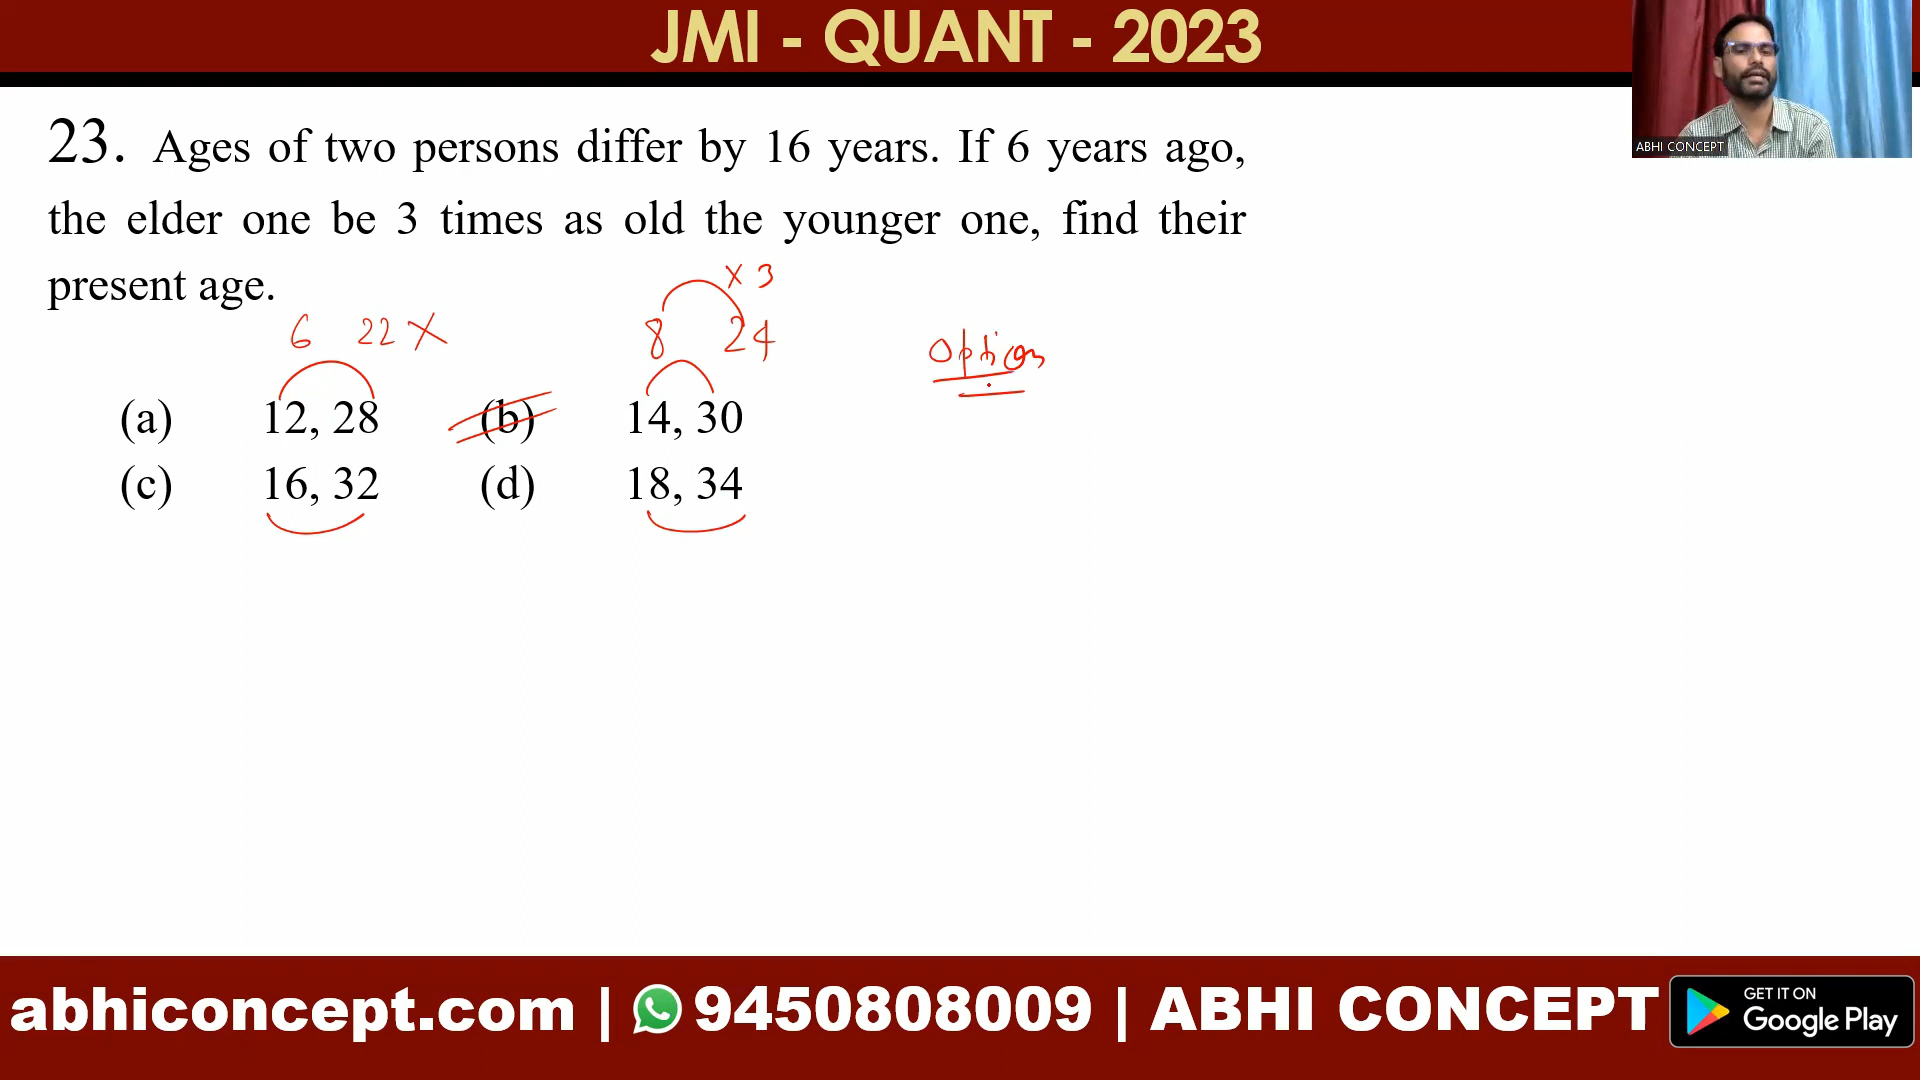 JMI - QUANT - 2023
ABHI CONCEPT
23. Ages of two persons differ by 16 years. If 6 years ago,
the elder one be 3 times as old the younger one, find their
present age.
× 3
6 22 ×
8 24
option
(a) 12, 28 (b) 14, 30
(c) 16, 32 (d) 18, 34
abhiconcept.com | 9450808009 | ABHI CONCEPT
GET IT ON
Google Play